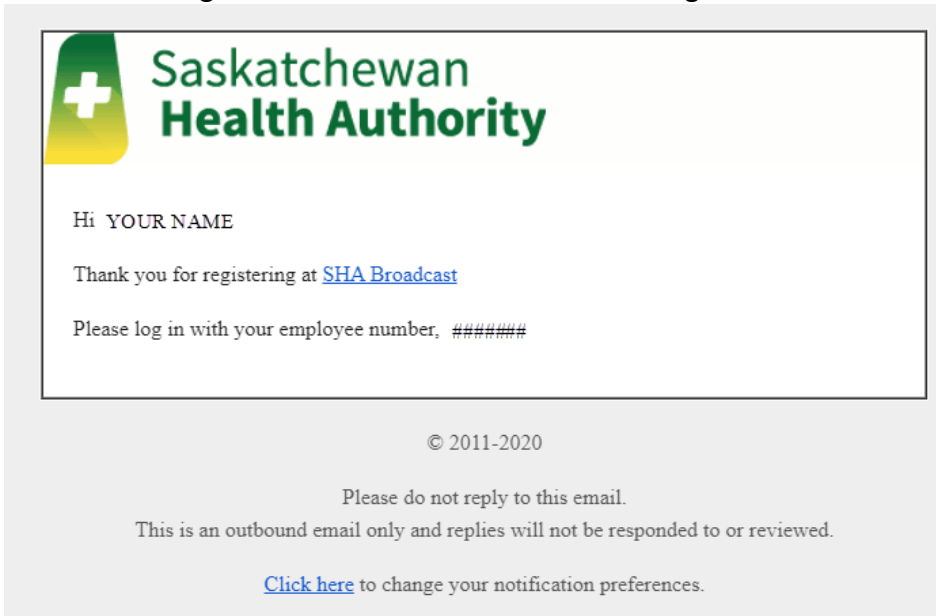 Saskatchewan
Health Authority
Hi YOUR NAME
Thank you for registering at SHA Broadcast
Please log in with your employee number, #######
© 2011-2020
Please do not reply to this email.
This is an outbound email only and replies will not be responded to or reviewed.
Click here to change your notification preferences.